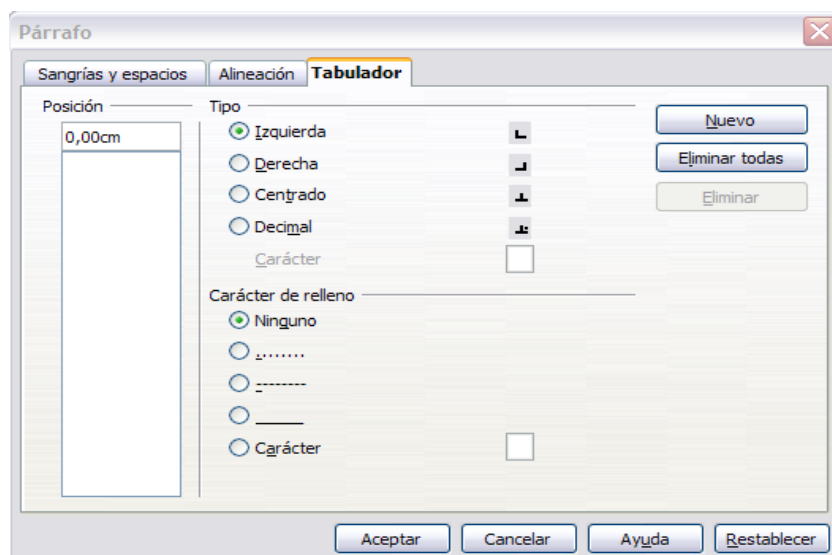 Párrafo
Sangrías y espacios Alineación Tabulador
Posición
0,00cm
Tipo
Izquierda
Derecha
Centrado
Decimal
Carácter
Carácter de relleno
Ninguno
........
--------
______
Carácter
Nuevo
Eliminar todas
Eliminar
Aceptar Cancelar Ayuda Restablecer